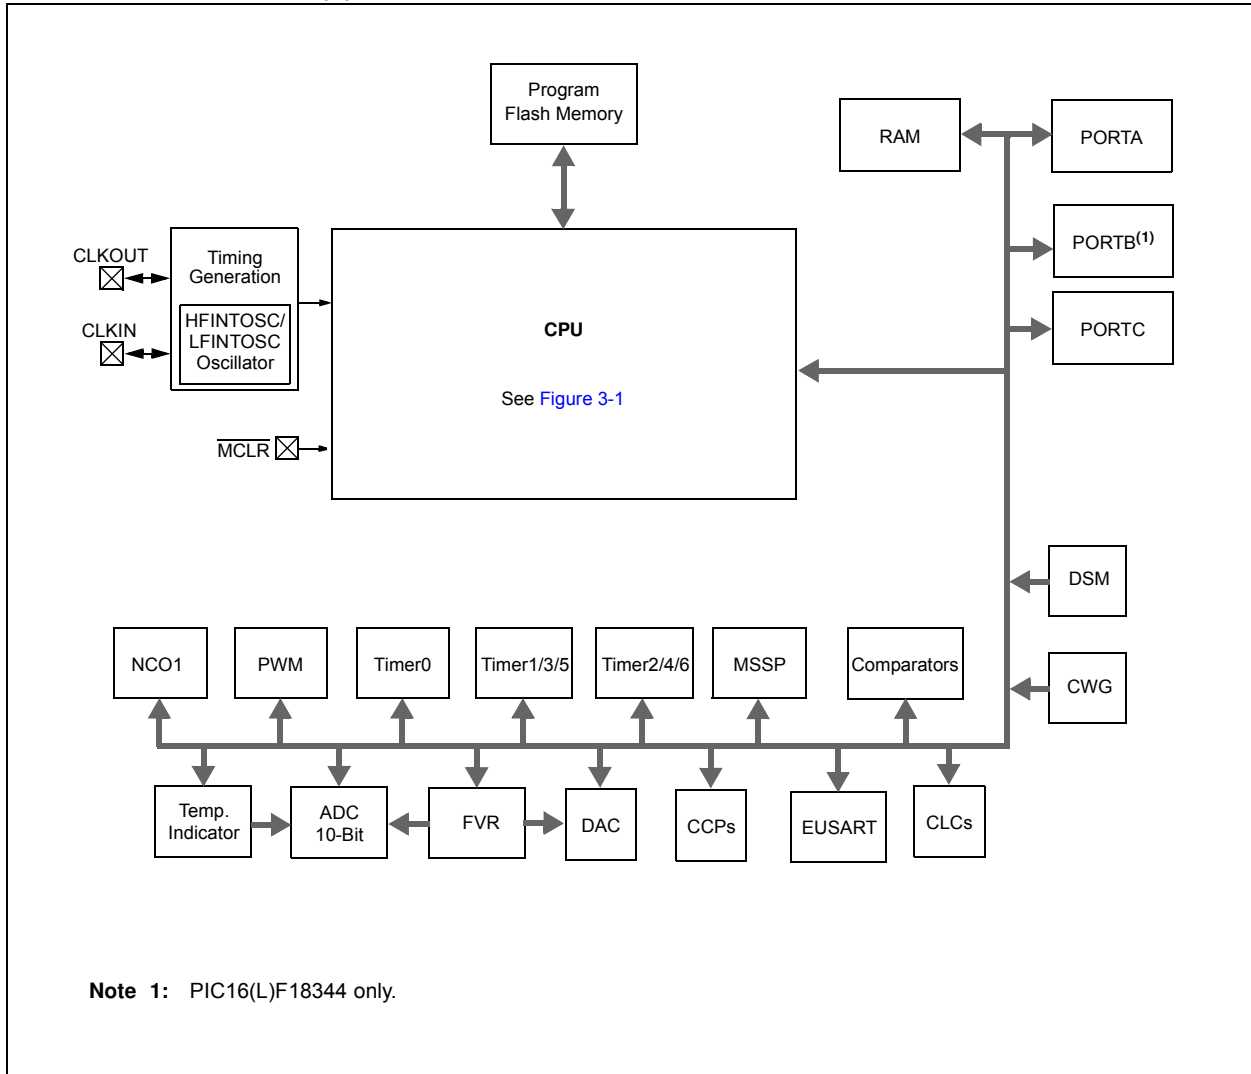 Program
Flash Memory
RAM
PORTA
PORTB(1)
PORTC
CLKOUT
CLKIN
Timing
Generation
HFINTOSC/
LFINTOSC
Oscillator
MCLR
CPU
See Figure 3-1
DSM
CWG
NCO1
PWM
Timer0
Timer1/3/5
Timer2/4/6
MSSP
Comparators
Temp.
Indicator
ADC
10-Bit
FVR
DAC
CCPs
EUSART
CLCs
Note 1: PIC16(L)F18344 only.